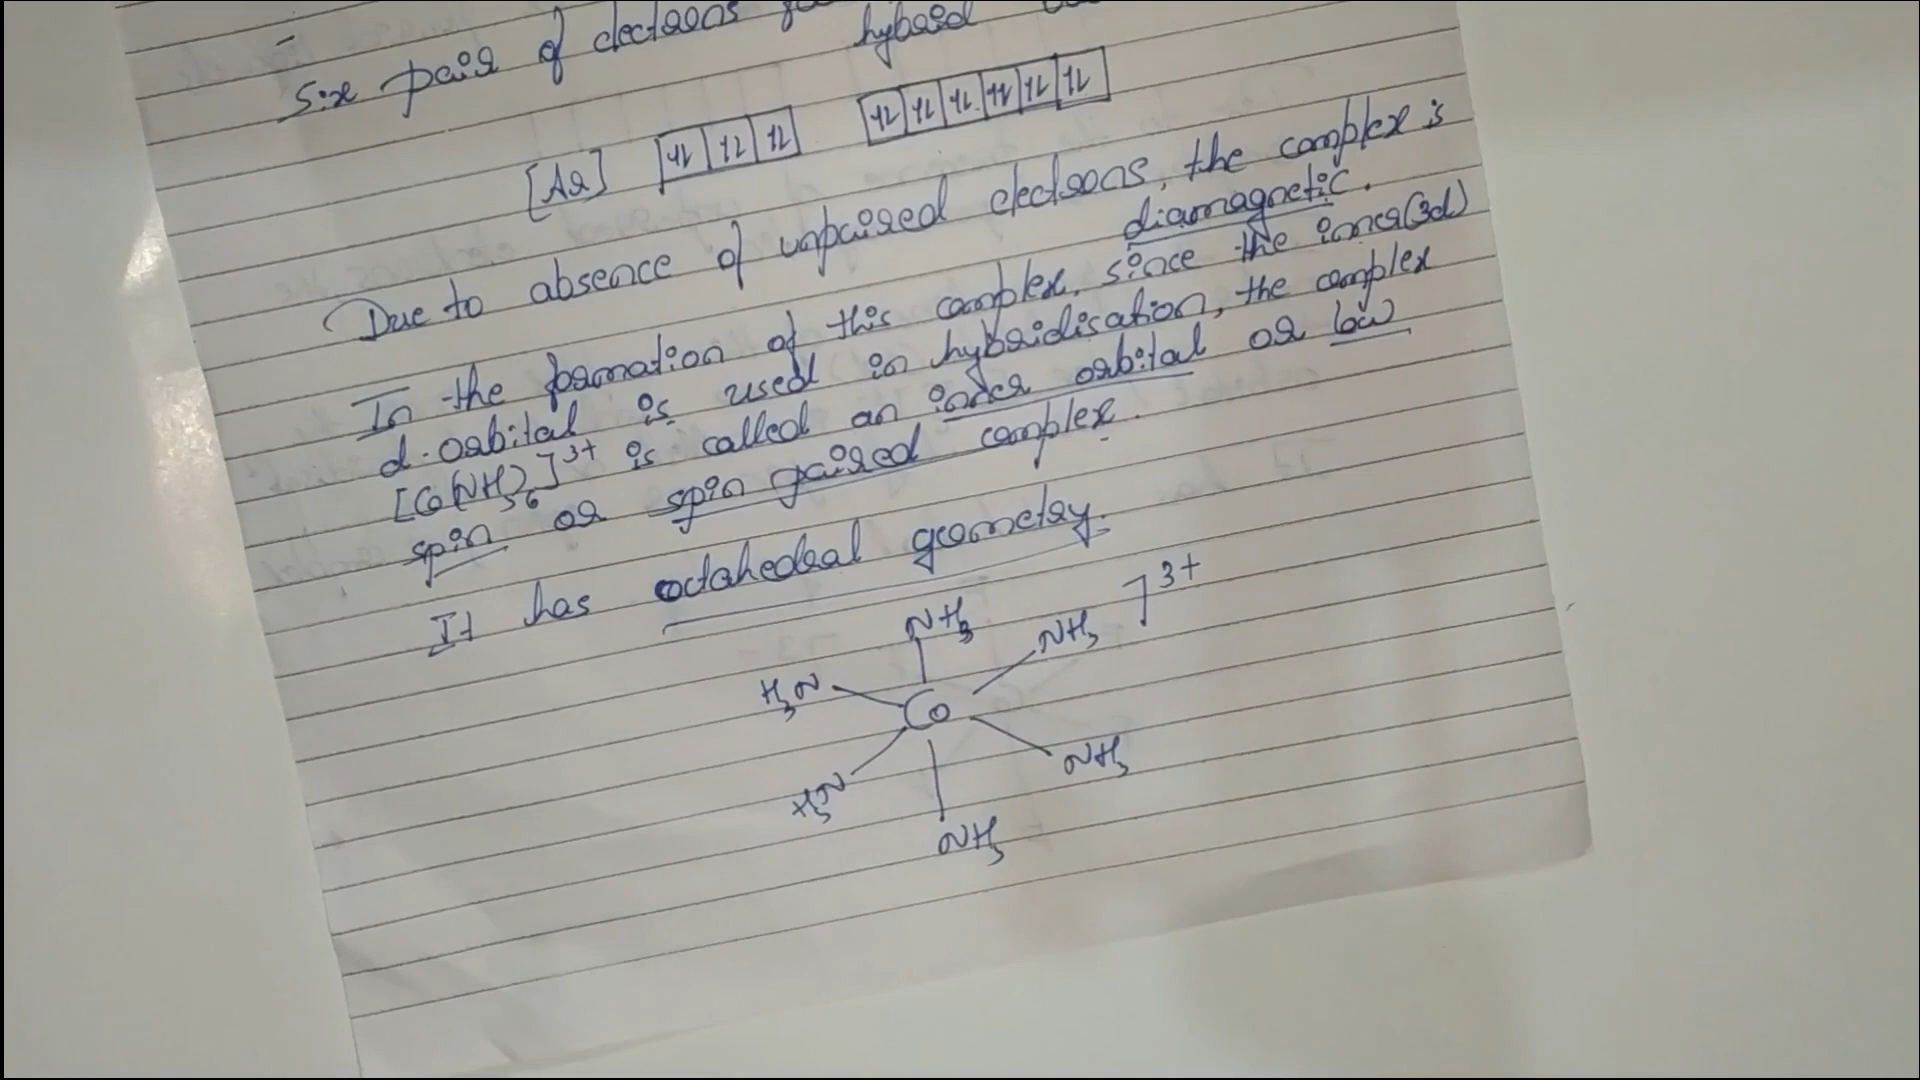 Six pair of electrons
hybrid
[Ar] ⥮ ⥮ ⥮ ⥮ ⥮ ⥮ ⥮ ⥮ ⥮
Due to absence of unpaired electrons, the complex is
diamagnetic.
In the formation of this complex, since the inner (3d)
d-orbital is used in hybridisation, the complex
[Co(NH3)6]3+ is called an inner orbital or low
spin or spin paired complex.
It has octahedral geometry.
]3+
NH3
NH3
H3N
Co
H3N
NH3
NH3